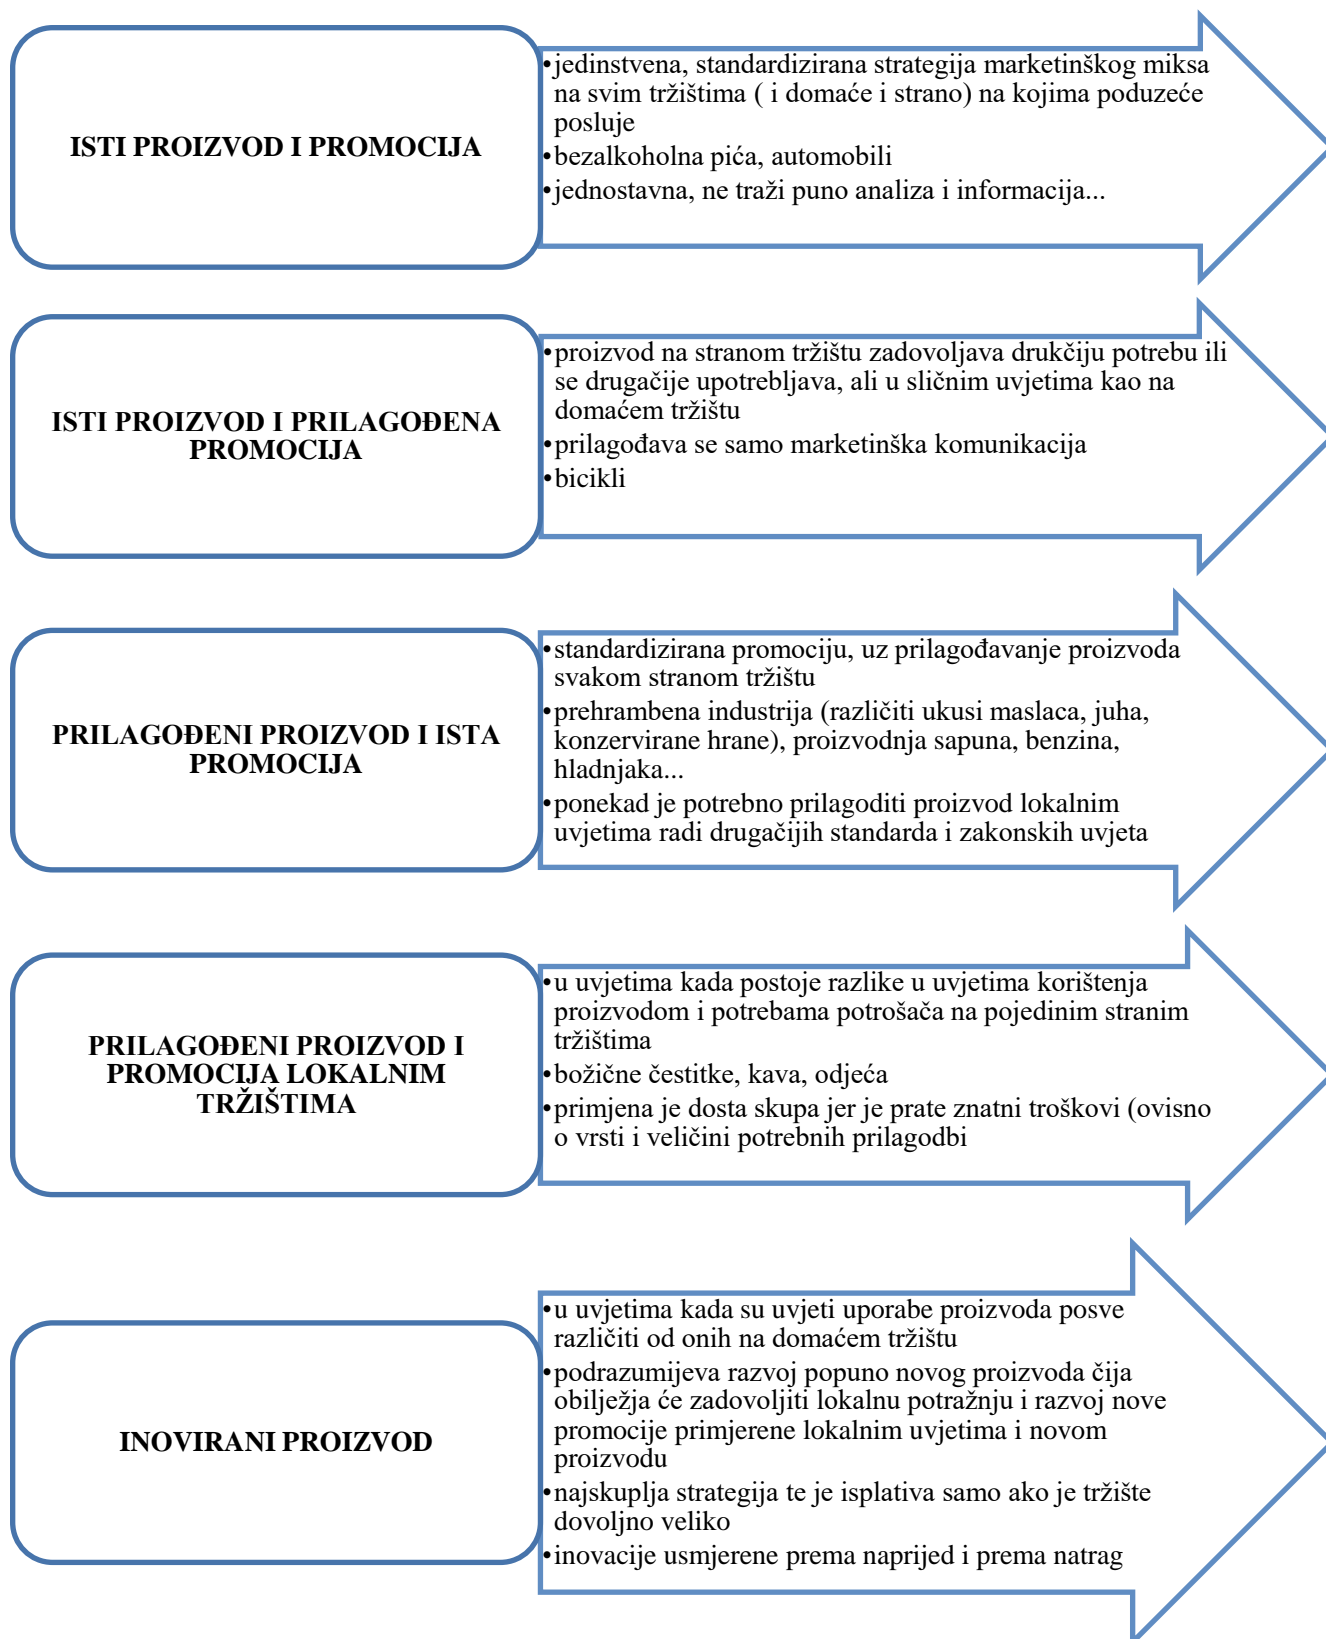 ISTI PROIZVOD I PROMOCIJA
•jedinstvena, standardizirana strategija marketinškog miksa
na svim tržištima ( i domaće i strano) na kojima poduzeće
posluje
•bezalkoholna pića, automobili
•jednostavna, ne traži puno analiza i informacija...
ISTI PROIZVOD I PRILAGOĐENA
PROMOCIJA
•proizvod na stranom tržištu zadovoljava drukčiju potrebu ili
se drugačije upotrebljava, ali u sličnim uvjetima kao na
domaćem tržištu
•prilagođava se samo marketinška komunikacija
•bicikli
PRILAGOĐENI PROIZVOD I ISTA
PROMOCIJA
•standardizirana promociju, uz prilagođavanje proizvoda
svakom stranom tržištu
•prehrambena industrija (različiti ukusi maslaca, juha,
konzervirane hrane), proizvodnja sapuna, benzina,
hladnjaka...
•ponekad je potrebno prilagoditi proizvod lokalnim
uvjetima radi drugačijih standarda i zakonskih uvjeta
PRILAGOĐENI PROIZVOD I
PROMOCIJA LOKALNIM
TRŽIŠTIMA
•u uvjetima kada postoje razlike u uvjetima korištenja
proizvodom i potrebama potrošača na pojedinim stranim
tržištima
•božične čestitke, kava, odjeća
•primjena je dosta skupa jer je prate znatni troškovi (ovisno
o vrsti i veličini potrebnih prilagodbi
INOVIRANI PROIZVOD
•u uvjetima kada su uvjeti uporabe proizvoda posve
različiti od onih na domaćem tržištu
•podrazumijeva razvoj popuno novog proizvoda čija
obilježja će zadovoljiti lokalnu potražnju i razvoj nove
promocije primjerene lokalnim uvjetima i novom
proizvodu
•najskuplja strategija te je isplativa samo ako je tržište
dovoljno veliko
•inovacije usmjerene prema naprijed i prema natrag